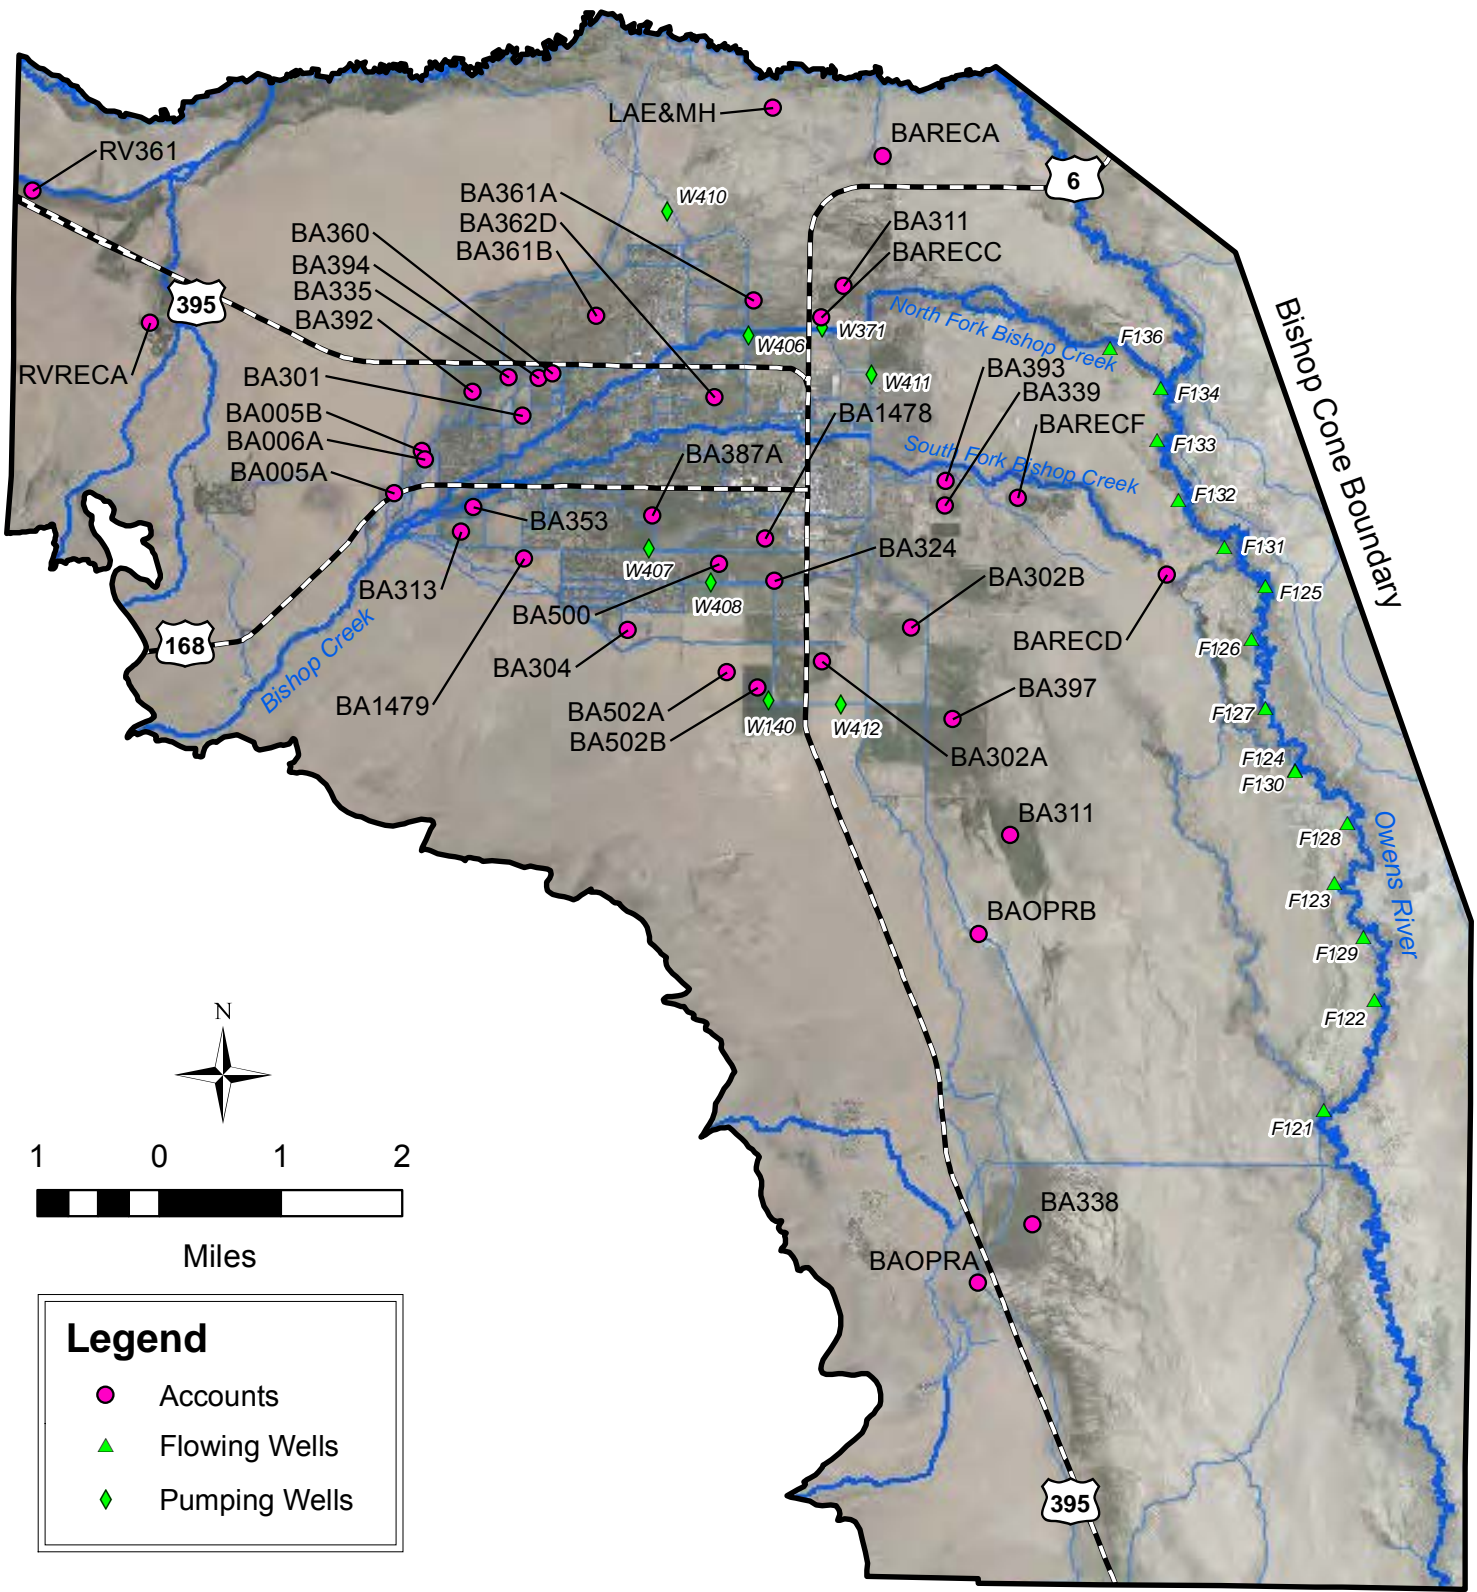 LAE&MH
BARECA
RV361
6
BA361A
W410
BA362D
BA311
BA360
BA361B
BARECC
BA394
BA335
395
BA392
North Fork Bishop Creek
W371
F136
W406
RVRECA
BA301
W411
BA393
BA339
F134
BA005B
BA1478
BARECF
BA006A
BA387A
South Fork Bishop Creek
F133
Bishop Cone Boundary
BA005A
F132
BA353
BA324
F131
W407
BA313
BA302B
F125
BA500
W408
168
Bishop Creek
BARECD
F126
BA304
BA1479
BA397
BA502A
F127
W140
W412
BA502B
BA302A
F124
F130
BA311
F128
Owens River
F123
BAOPRB
F129
N
F122
F121
1 0 1 2
Miles
BA338
BAOPRA
Legend
Accounts
Flowing Wells
Pumping Wells
395